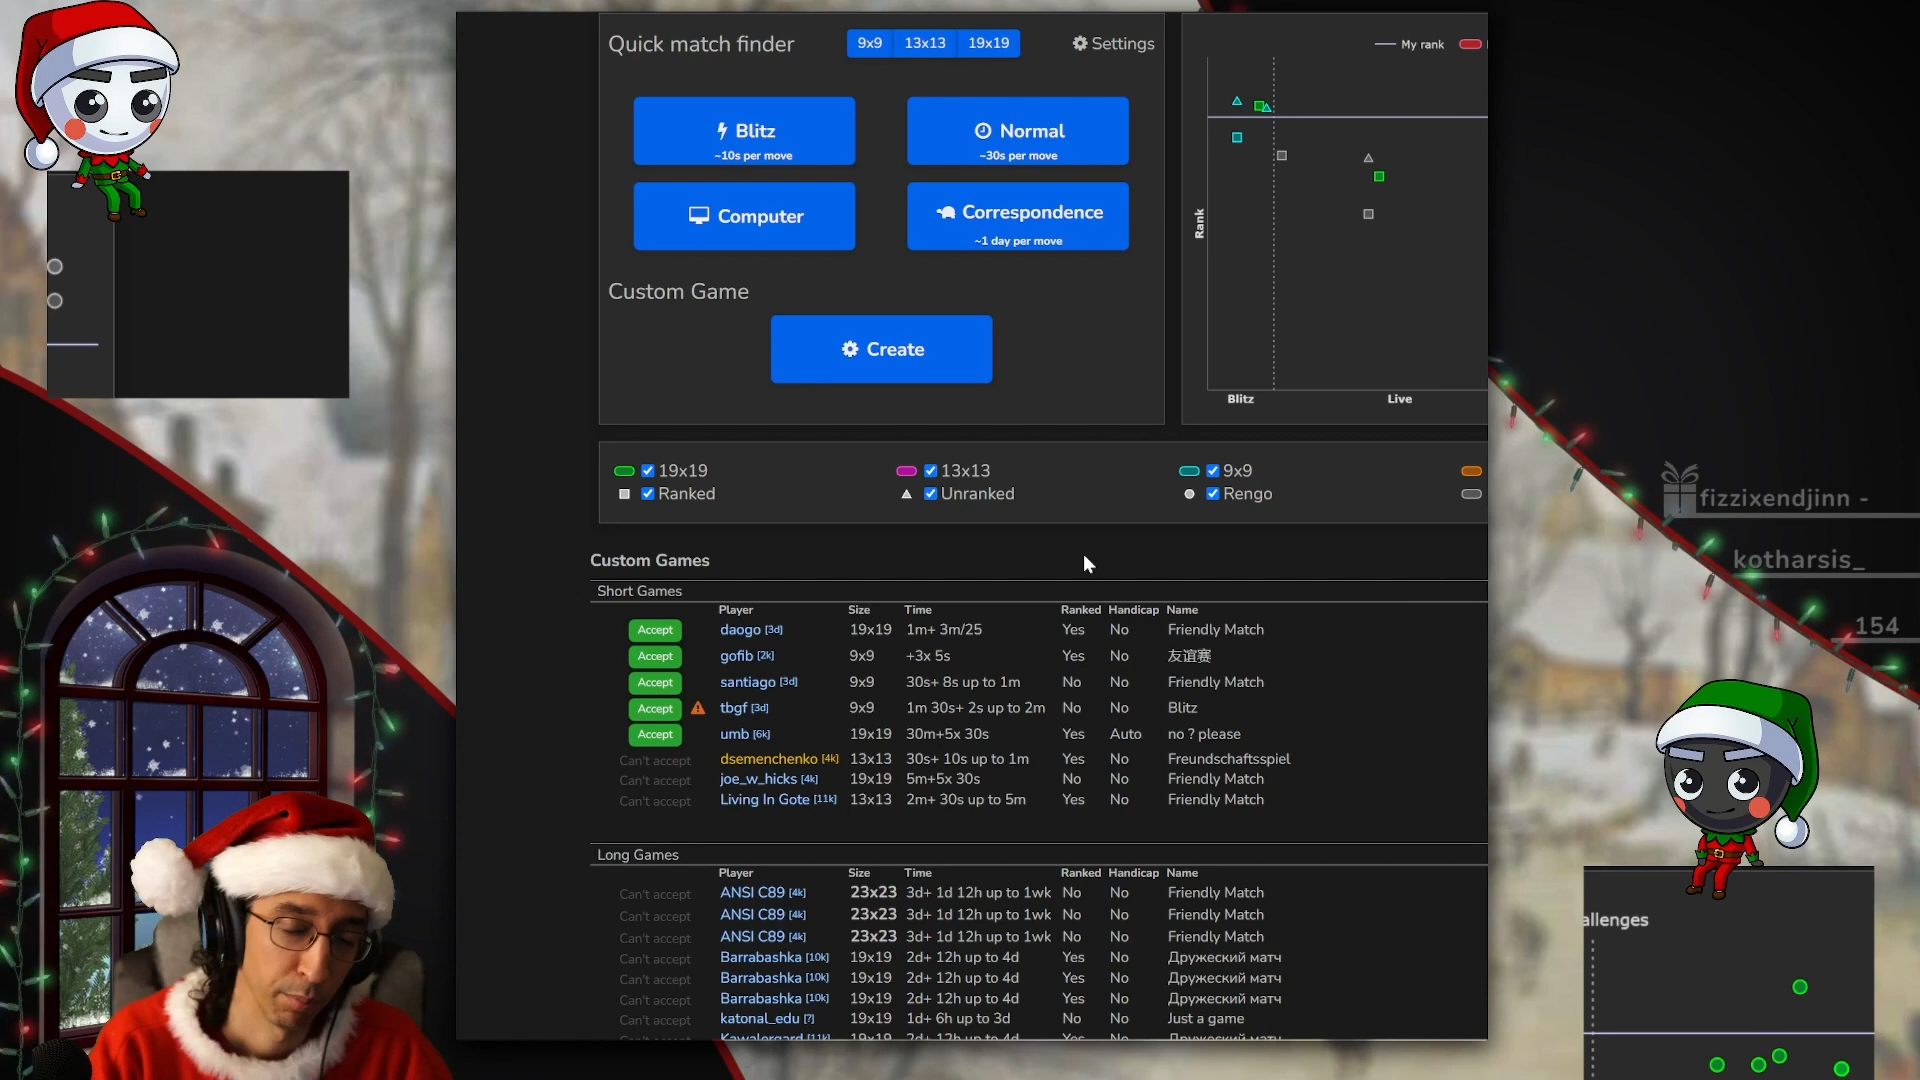 Quick match finder
9x9 13x13 19x19
Settings
Blitz
~10s per move
Normal
~30s per move
Computer
Correspondence
~1 day per move
Custom Game
Create
My rank
Rank
Blitz
Live
19x19
13x13
9x9
Ranked
Unranked
Rengo
Custom Games
Short Games
Player Size Time Ranked Handicap Name
Accept daogo [3d] 19x19 1m+ 3m/25 Yes No Friendly Match
Accept gofib [2k] 9x9 +3x 5s Yes No 友谊赛
Accept santiago [3d] 9x9 30s+ 8s up to 1m No No Friendly Match
Accept tbgf [3d] 9x9 1m 30s+ 2s up to 2m No No Blitz
Accept umb [6k] 19x19 30m+5x 30s Yes Auto no ? please
Can't accept dsemenchenko [4k] 13x13 30s+ 10s up to 1m Yes No Freundschaftsspiel
Can't accept joe_w_hicks [4k] 19x19 5m+5x 30s No No Friendly Match
Can't accept Living In Gote [11k] 13x13 2m+ 30s up to 5m Yes No Friendly Match
Long Games
Player Size Time Ranked Handicap Name
Can't accept ANSI C89 [4k] 23x23 3d+ 1d 12h up to 1wk No No Friendly Match
Can't accept ANSI C89 [4k] 23x23 3d+ 1d 12h up to 1wk No No Friendly Match
Can't accept ANSI C89 [4k] 23x23 3d+ 1d 12h up to 1wk No No Friendly Match
Can't accept Barrabashka [10k] 19x19 2d+ 12h up to 4d Yes No Дружеский матч
Can't accept Barrabashka [10k] 19x19 2d+ 12h up to 4d Yes No Дружеский матч
Can't accept Barrabashka [10k] 19x19 2d+ 12h up to 4d Yes No Дружеский матч
Can't accept katonal_edu [?] 19x19 1d+ 6h up to 3d No No Just a game
Kawalergard [11k] 19x19 2d+ 12h up to 4d Yes No Дружеский матч
fizzixendjinn -
kotharsis_
154
allenges